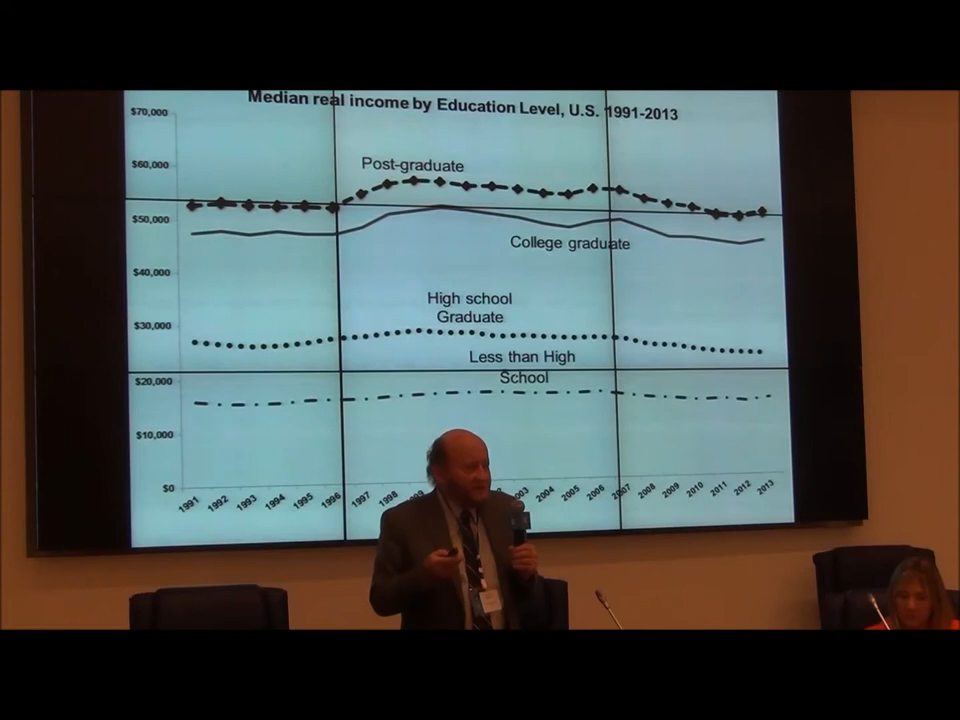 Median real income by Education Level, U.S. 1991-2013
$70,000
$60,000
$50,000
$40,000
$30,000
$20,000
$10,000
$0
Post-graduate
College graduate
High school
Graduate
Less than High
School
1991 1992 1993 1994 1995 1996 1997 1998 2004 2005 2006 2007 2008 2009 2010 2011 2012 2013